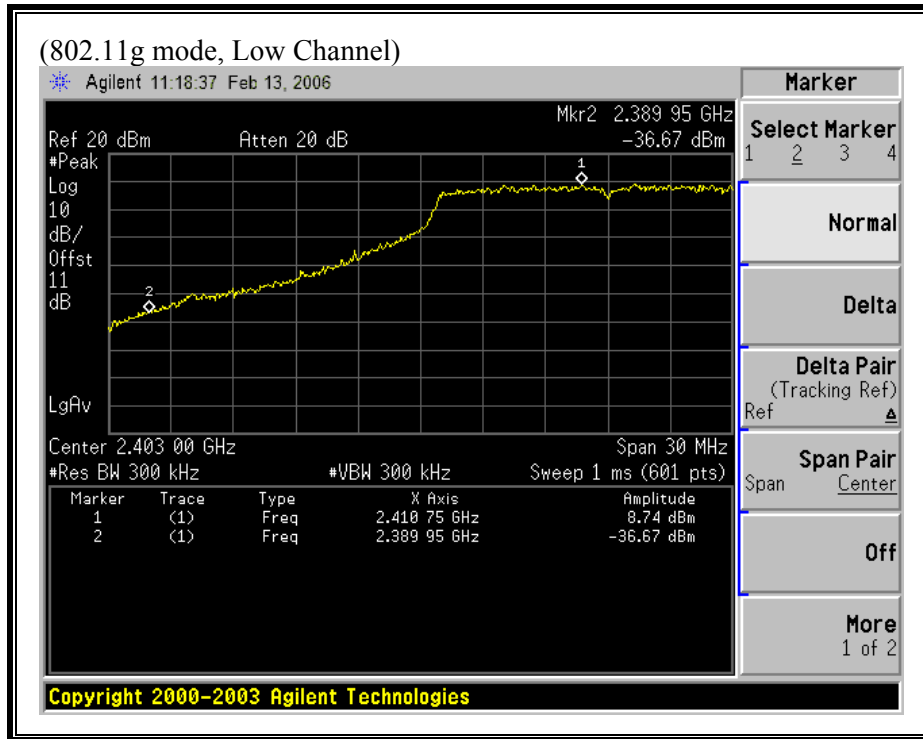 (802.11g mode, Low Channel)
Agilent 11:18:37 Feb 13, 2006
Marker
Mkr2 2.389 95 GHz
Ref 20 dBm Atten 20 dB -36.67 dBm
#Peak
Log
10
dB/
Offst
11
dB
LgAv
1
2
Center 2.403 00 GHz Span 30 MHz
#Res BW 300 kHz #VBW 300 kHz Sweep 1 ms (601 pts)
Marker Trace Type X Axis Amplitude
1 (1) Freq 2.410 75 GHz 8.74 dBm
2 (1) Freq 2.389 95 GHz -36.67 dBm
Select Marker
1 2 3 4
Normal
Delta
Delta Pair
(Tracking Ref)
Ref Δ
Span Pair
Span Center
Off
More
1 of 2
Copyright 2000-2003 Agilent Technologies